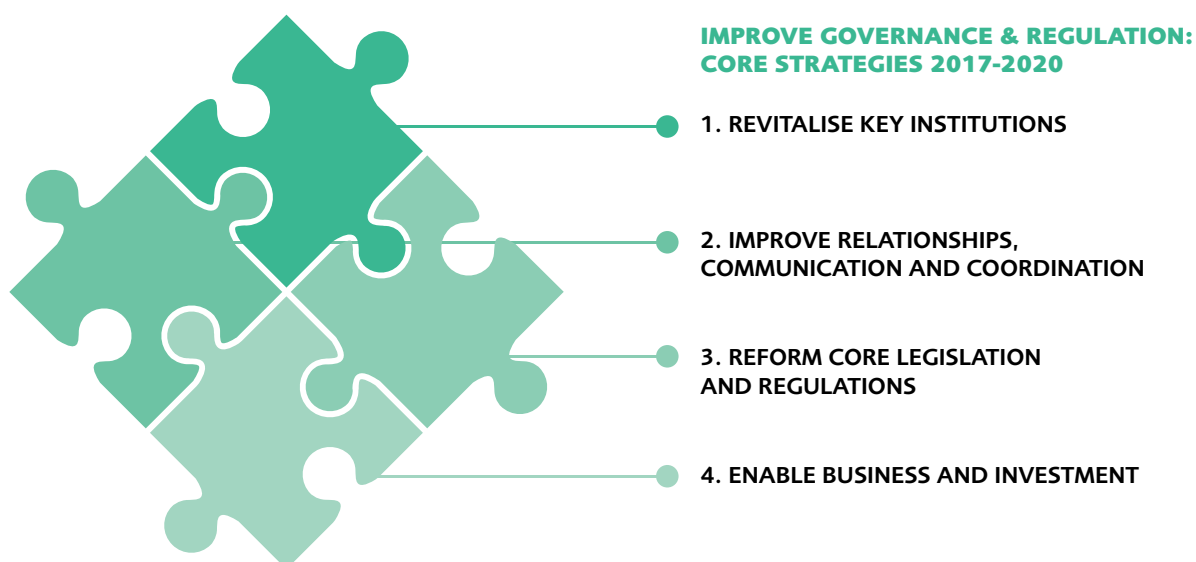 IMPROVE GOVERNANCE & REGULATION:
CORE STRATEGIES 2017-2020
1. REVITALISE KEY INSTITUTIONS
2. IMPROVE RELATIONSHIPS,
COMMUNICATION AND COORDINATION
3. REFORM CORE LEGISLATION
AND REGULATIONS
4. ENABLE BUSINESS AND INVESTMENT